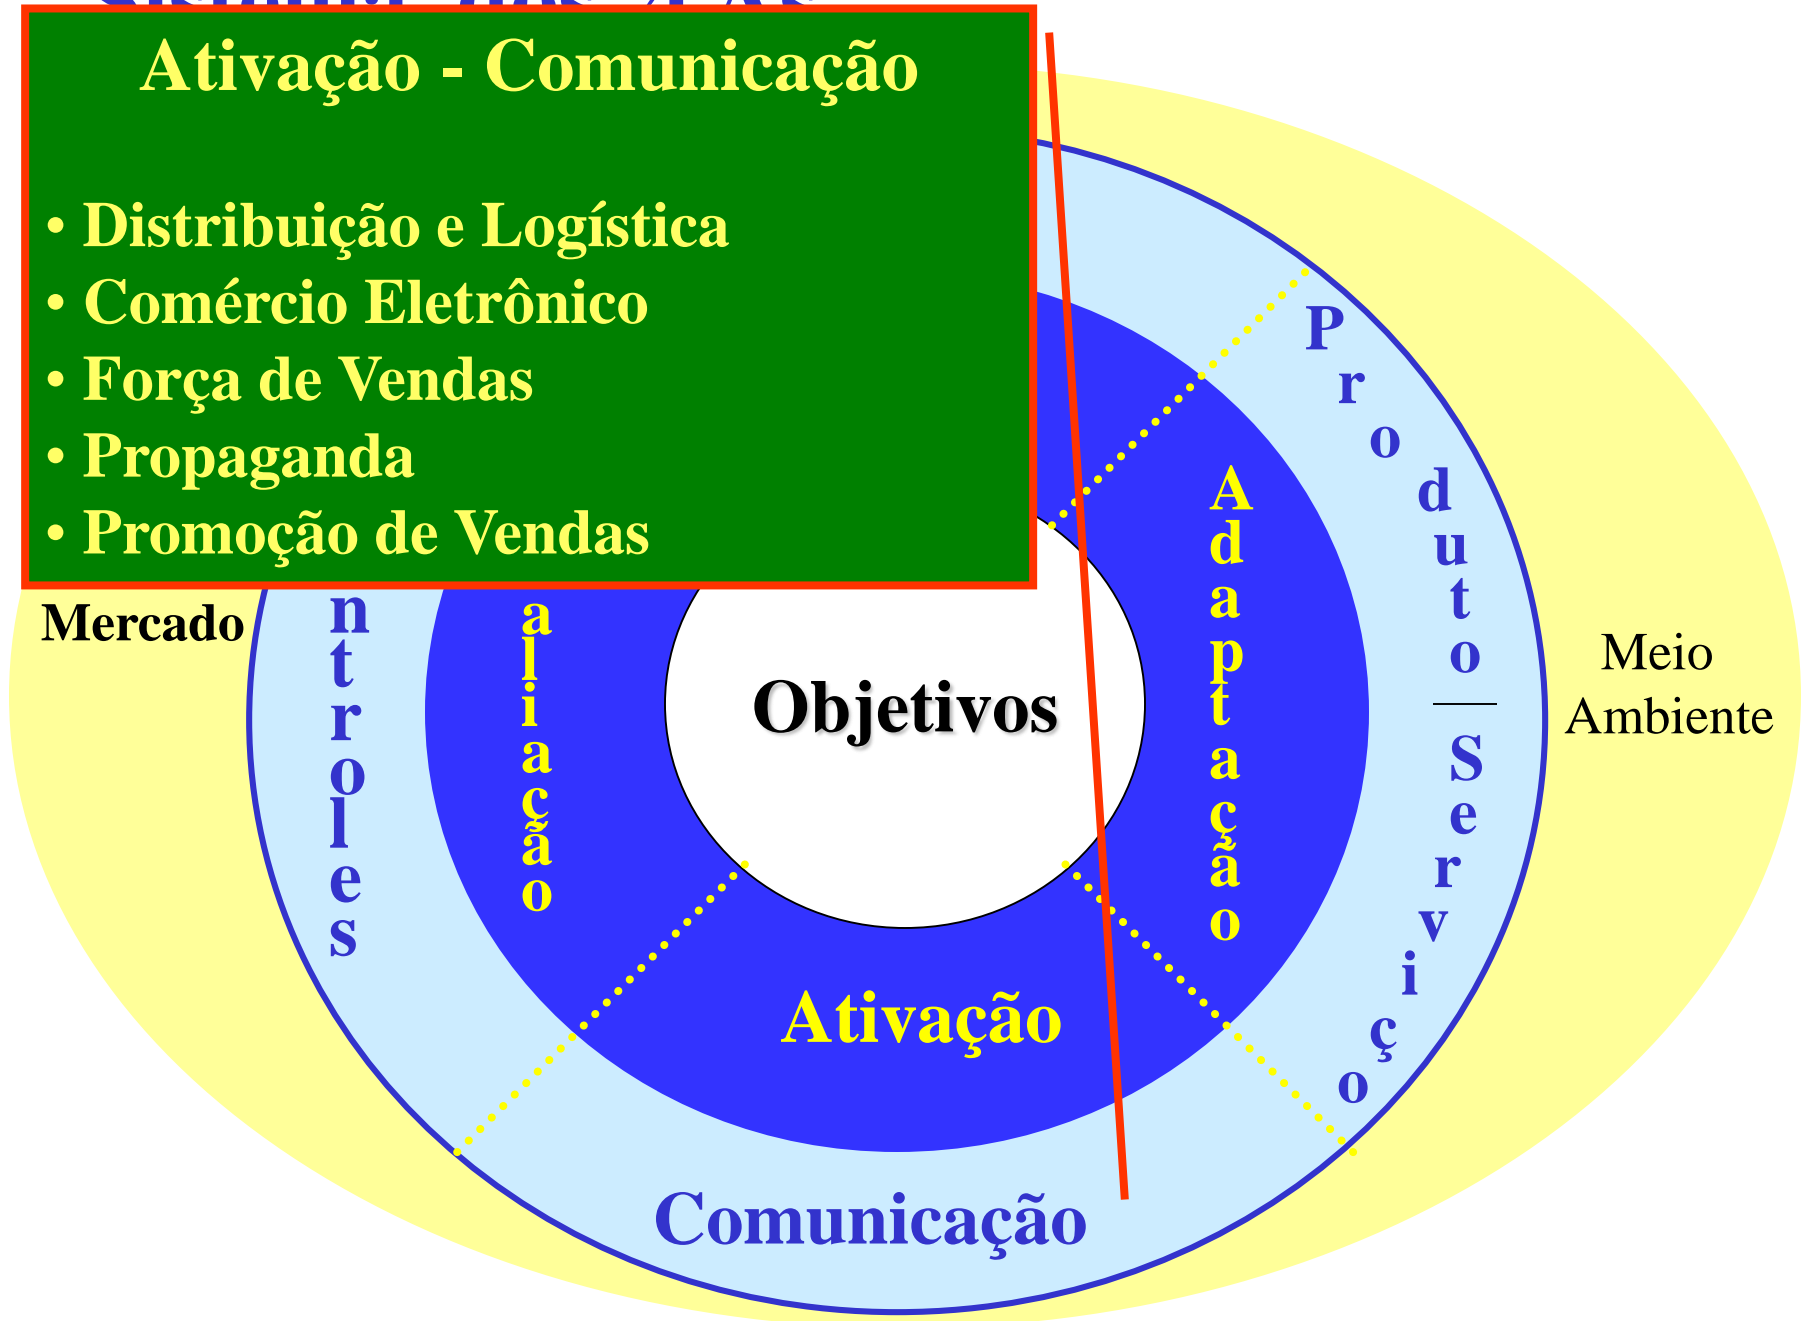 Ativação - Comunicação
• Distribuição e Logística
• Comércio Eletrônico
• Força de Vendas
• Propaganda
• Promoção de Vendas
Mercado
ntroles
aliação
Objetivos
Adaptação
Produto
Serviço
Meio
Ambiente
Ativação
Comunicação